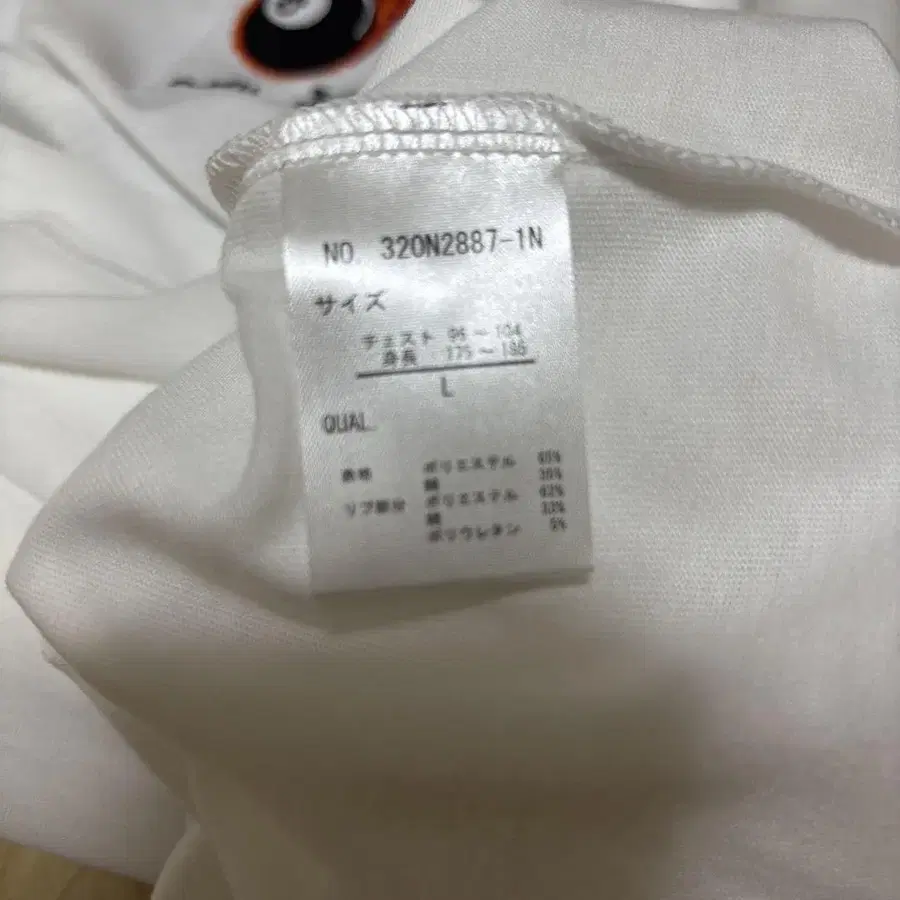 NO. 320N2887-1N
サイズ
チェスト 96～104
身長 175～185
L
QUAL.
表地 ポリエステル 65%
綿 35%
リブ部分 ポリエステル 62%
綿 33%
ポリウレタン 5%